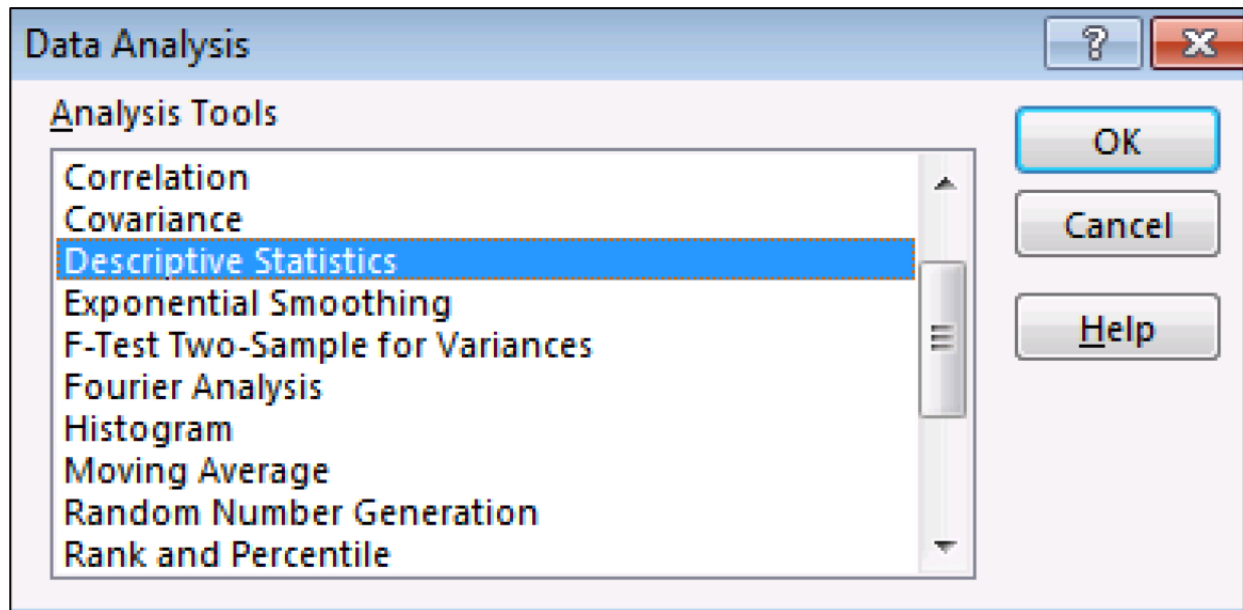 Data Analysis
Analysis Tools
Correlation
Covariance
Descriptive Statistics
Exponential Smoothing
F-Test Two-Sample for Variances
Fourier Analysis
Histogram
Moving Average
Random Number Generation
Rank and Percentile
OK
Cancel
Help